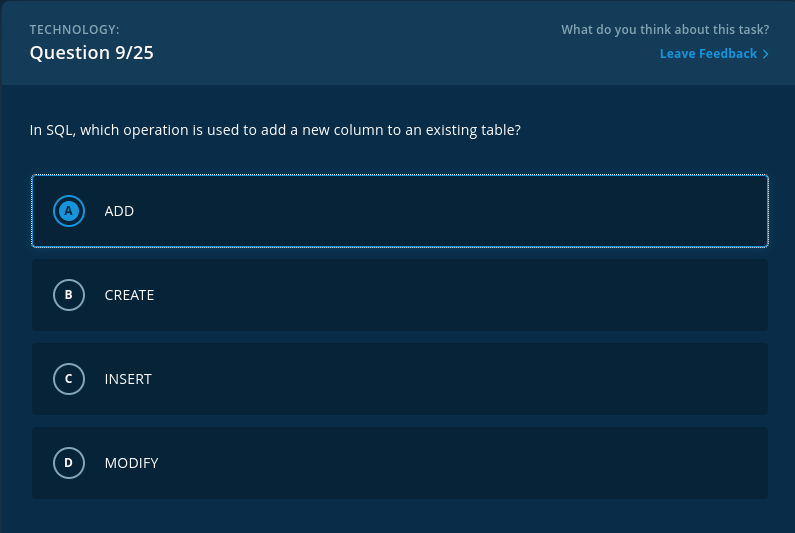 TECHNOLOGY:
Question 9/25
What do you think about this task?
Leave Feedback
In SQL, which operation is used to add a new column to an existing table?
A ADD
B CREATE
C INSERT
D MODIFY